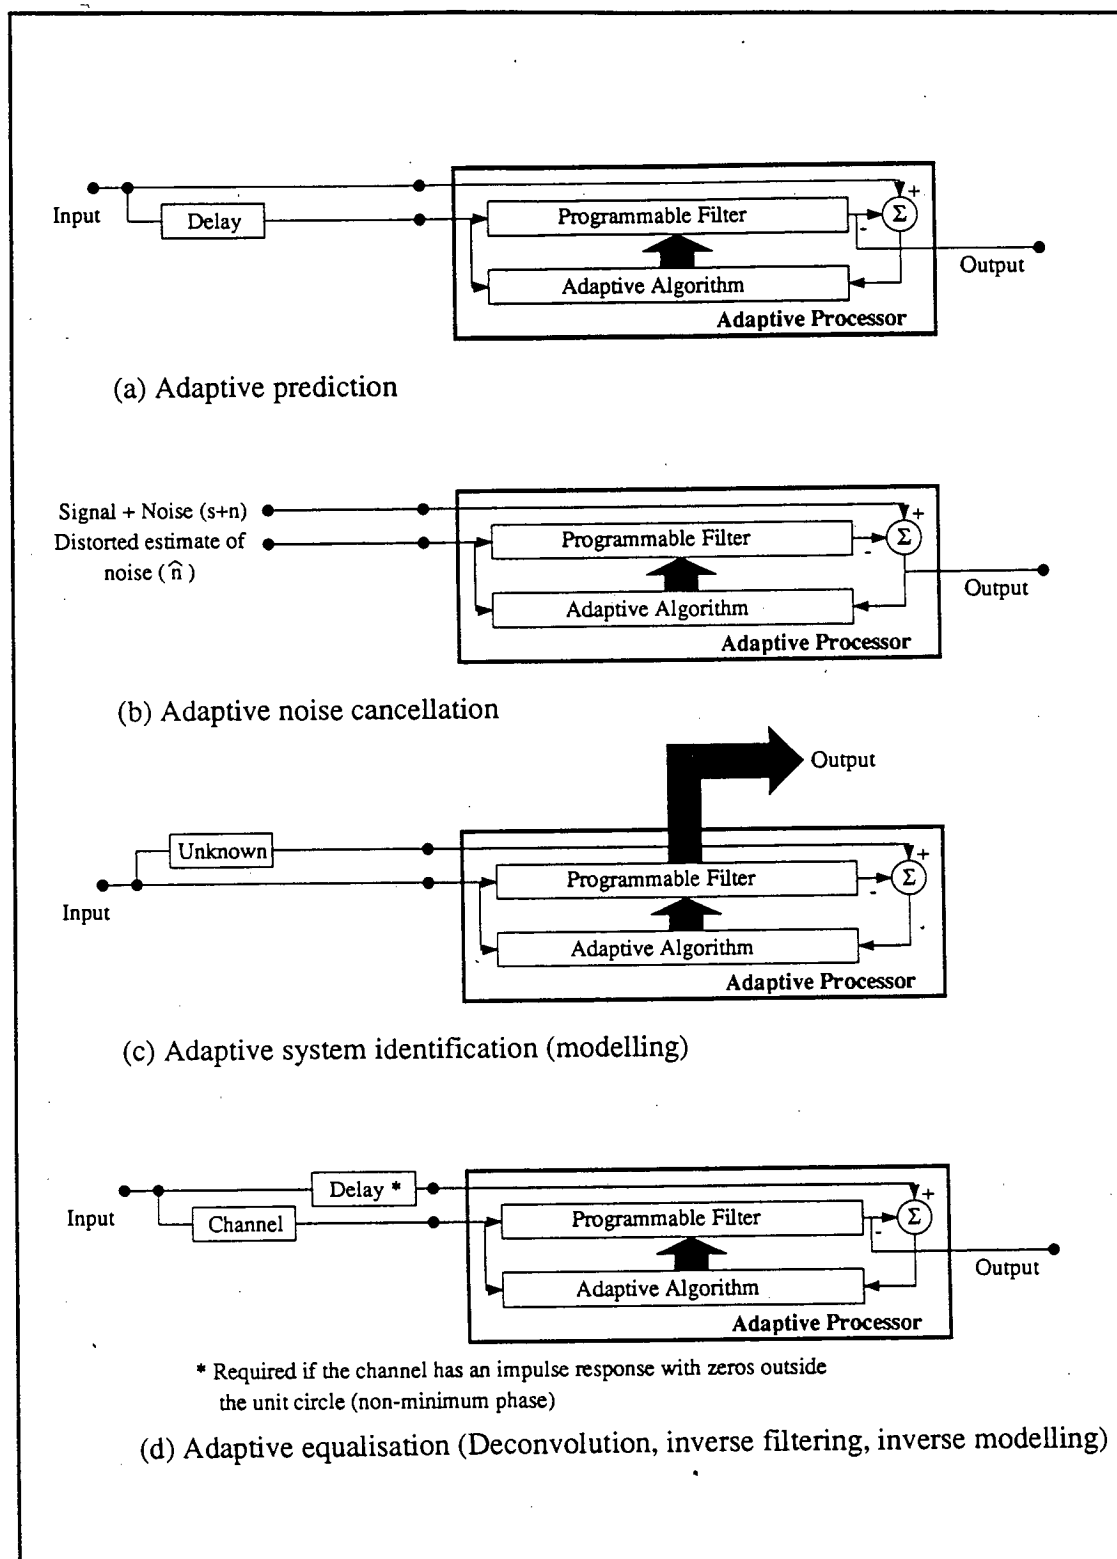 Input
Delay
Programmable Filter
+
Σ
-
Adaptive Algorithm
Output
Adaptive Processor
(a) Adaptive prediction
Signal + Noise (s+n)
Distorted estimate of
noise ( n̂ )
Programmable Filter
+
Σ
-
Adaptive Algorithm
Output
Adaptive Processor
(b) Adaptive noise cancellation
Output
Unknown
Input
Programmable Filter
+
Σ
-
Adaptive Algorithm
Adaptive Processor
(c) Adaptive system identification (modelling)
Input
Delay *
Channel
Programmable Filter
+
Σ
-
Adaptive Algorithm
Output
Adaptive Processor
* Required if the channel has an impulse response with zeros outside
the unit circle (non-minimum phase)
(d) Adaptive equalisation (Deconvolution, inverse filtering, inverse modelling)